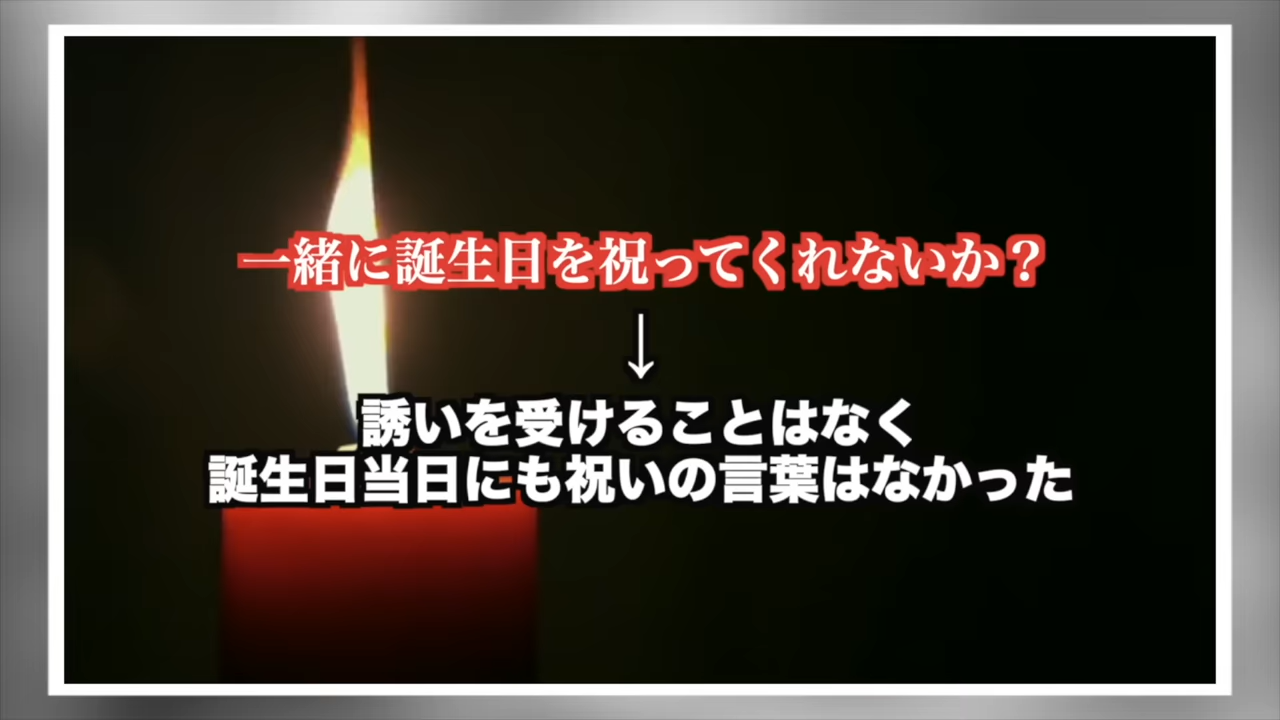 一緒に誕生日を祝ってくれないか？
↓
誘いを受けることはなく
誕生日当日にも祝いの言葉はなかった